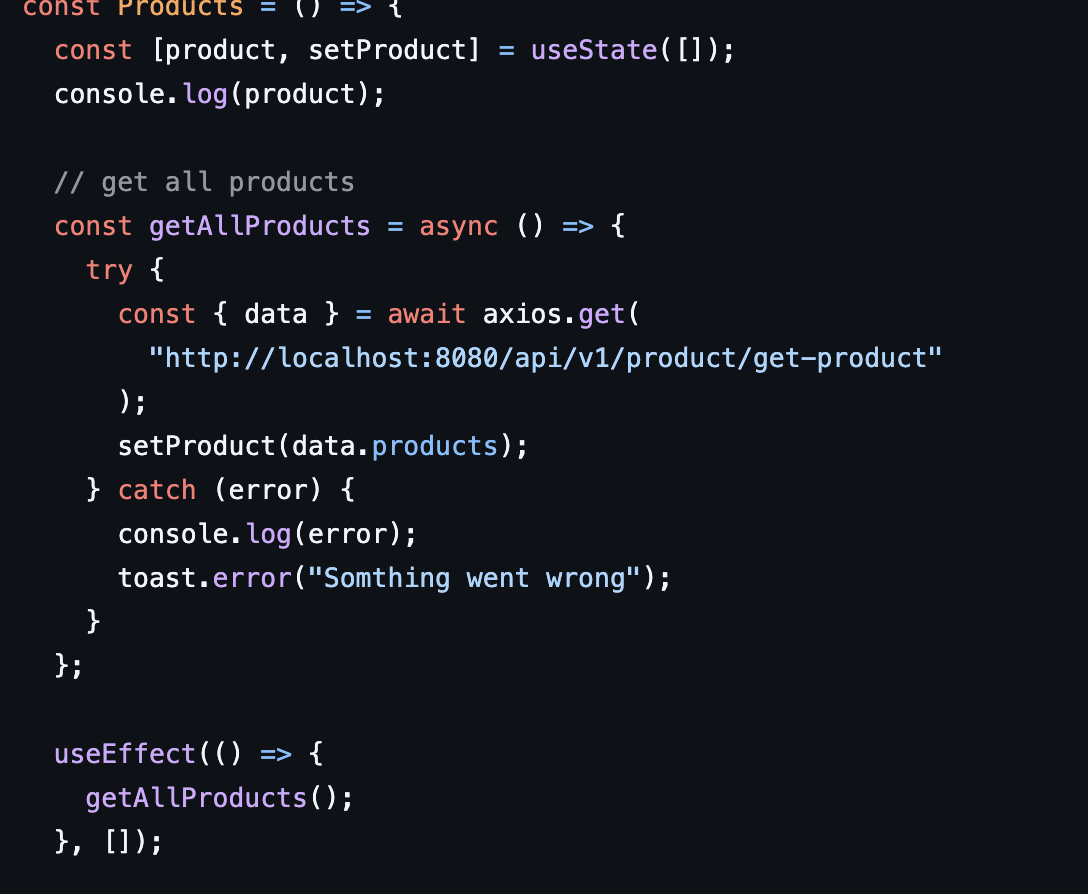 const Products = () => {
const [product, setProduct] = useState([]);
console.log(product);
// get all products
const getAllProducts = async () => {
try {
const { data } = await axios.get(
"http://localhost:8080/api/v1/product/get-product"
);
setProduct(data.products);
} catch (error) {
console.log(error);
toast.error("Somthing went wrong");
}
};
useEffect(() => {
getAllProducts();
}, []);